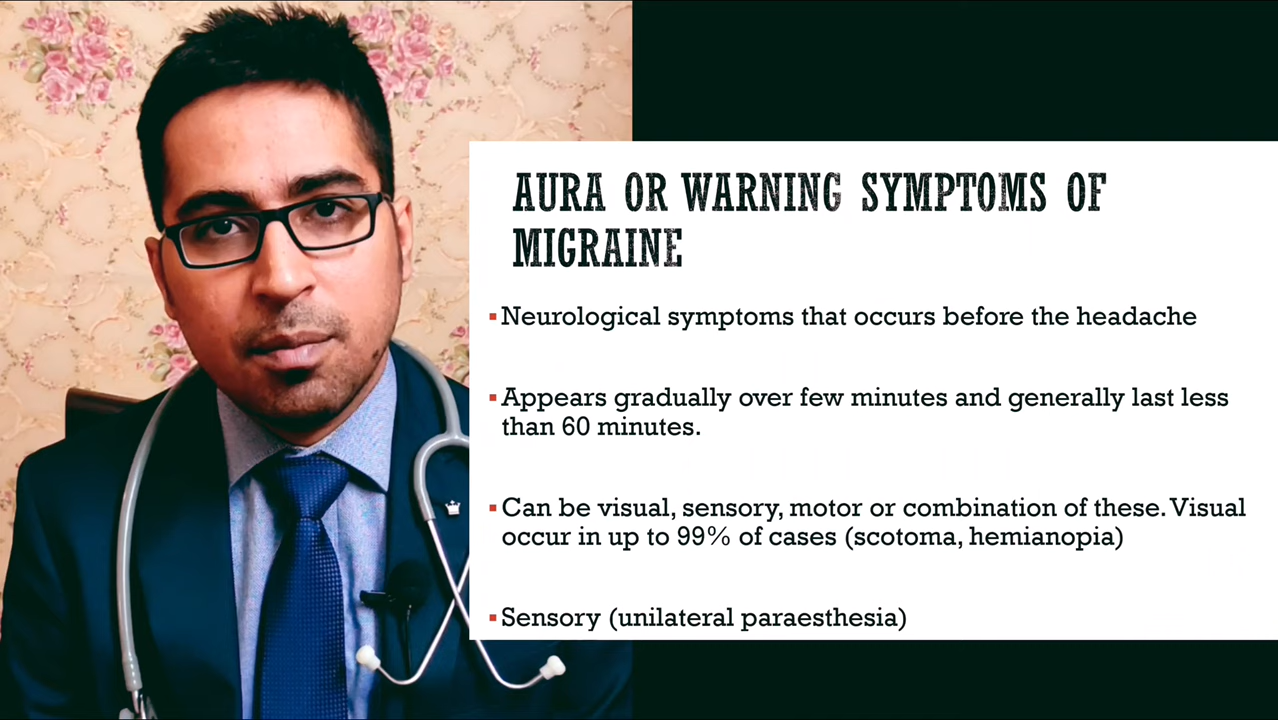 AURA OR WARNING SYMPTOMS OF
MIGRAINE
Neurological symptoms that occurs before the headache
Appears gradually over few minutes and generally last less
than 60 minutes.
Can be visual, sensory, motor or combination of these. Visual
occur in up to 99% of cases (scotoma, hemianopia)
Sensory (unilateral paraesthesia)